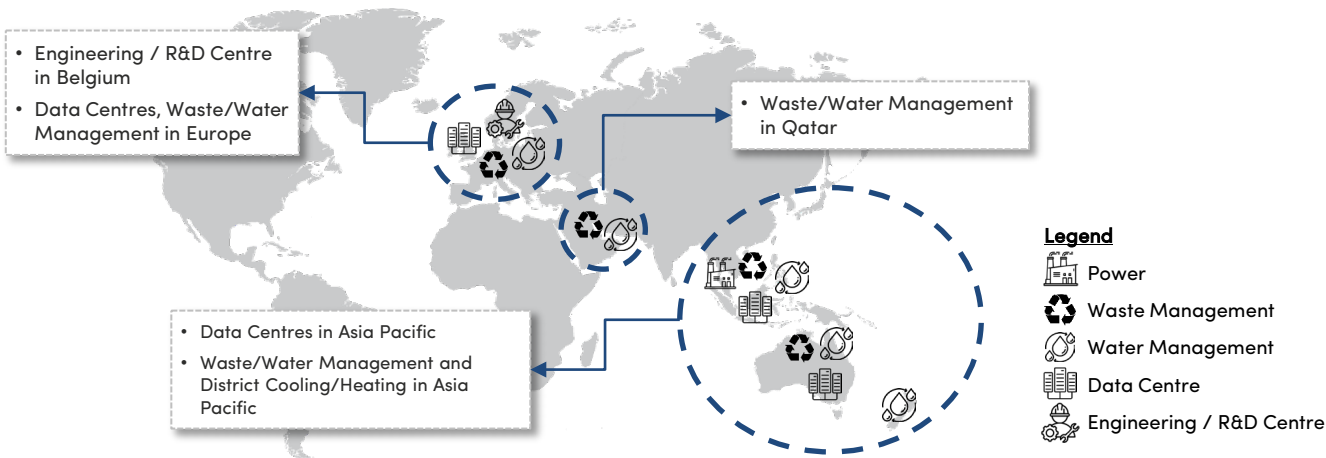 • Engineering / R&D Centre
in Belgium
• Data Centres, Waste/Water
Management in Europe
• Waste/Water Management
in Qatar
• Data Centres in Asia Pacific
• Waste/Water Management and
District Cooling/Heating in Asia
Pacific
Legend
Power
Waste Management
Water Management
Data Centre
Engineering / R&D Centre